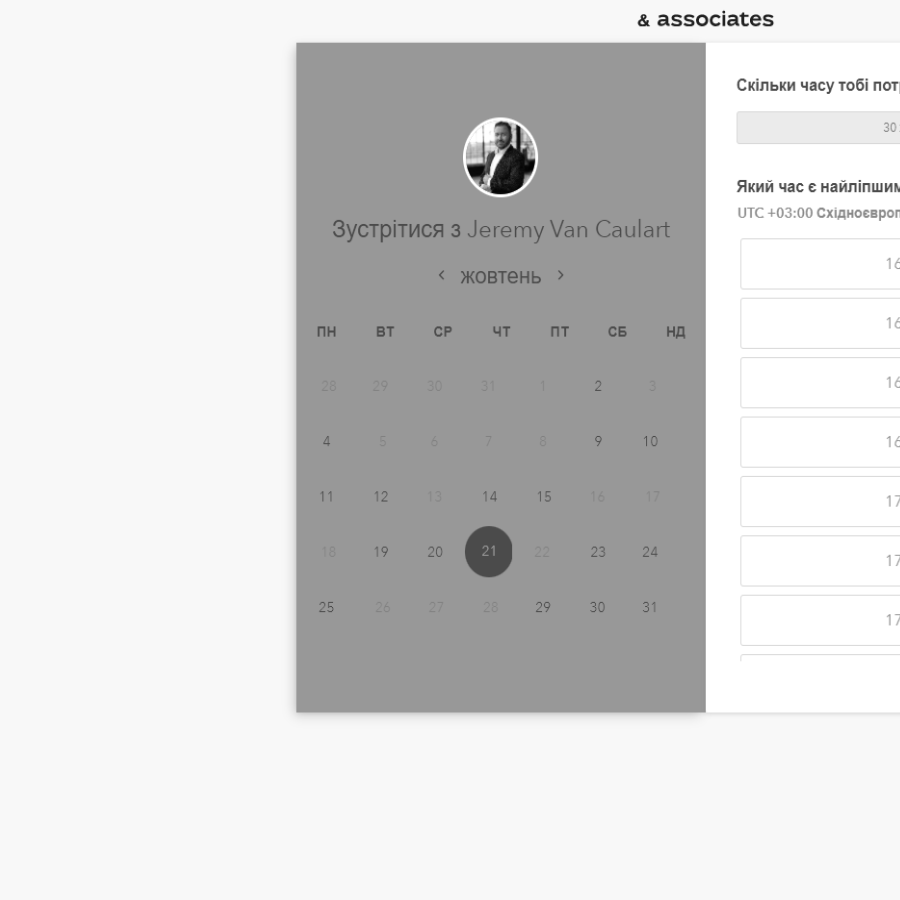 & associates
Зустрітися з Jeremy Van Caulart
жовтень
ПН ВТ СР ЧТ ПТ СБ НД
28 29 30 31 1 2 3
4 5 6 7 8 9 10
11 12 13 14 15 16 17
18 19 20 21 22 23 24
25 26 27 28 29 30 31
Скільки часу тобі
30
Який час є найліпшим
UTC +03:00
16
16
16
16
17
17
17